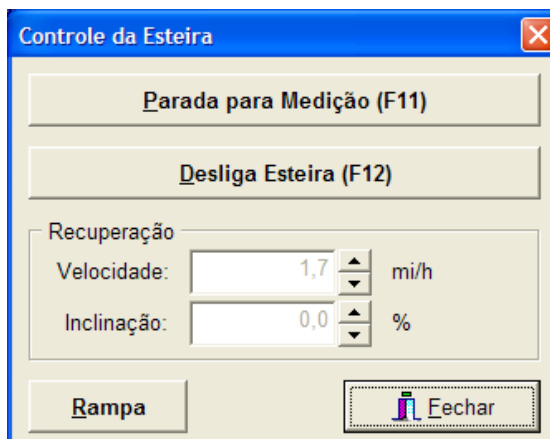 Controle da Esteira
Parada para Medição (F11)
Desliga Esteira (F12)
Recuperação
Velocidade: 1,7 mi/h
Inclinação: 0,0 %
Rampa Fechar